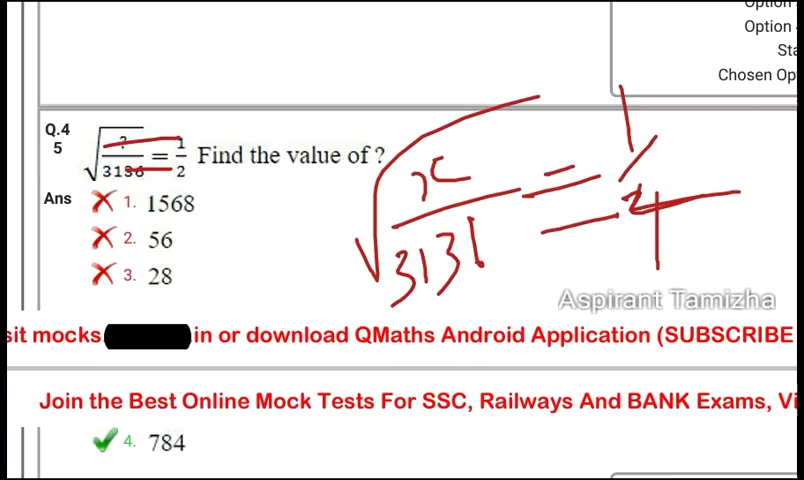 Option
Option
Sta
Chosen Op
Q.4
5
√?/3136 = 1/2 Find the value of ?
√x/3131 = 1/
4
Ans 1. 1568
2. 56
3. 28
Aspirant Tamizha
sit mocks in or download QMaths Android Application (SUBSCRIBE
Join the Best Online Mock Tests For SSC, Railways And BANK Exams, Vi
4. 784